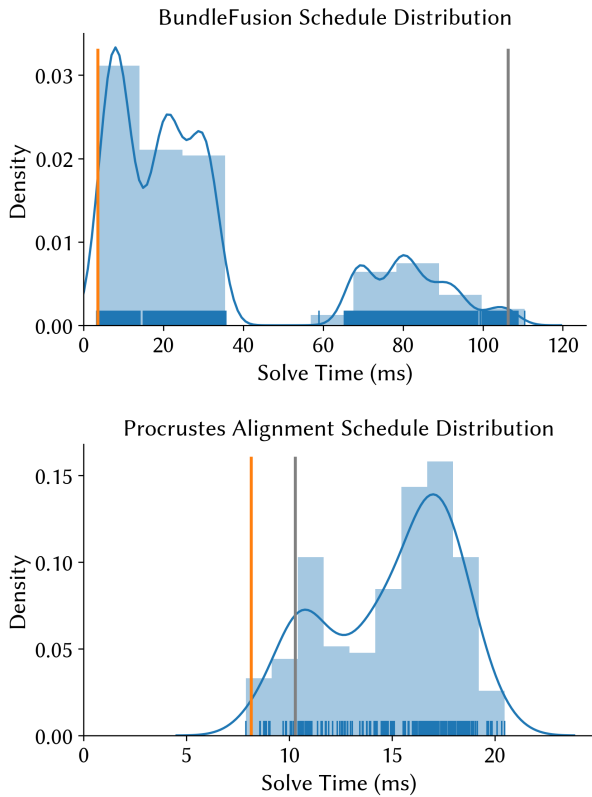 BundleFusion Schedule Distribution
Density
0.03
0.02
0.01
0.00
0 20 40 60 80 100 120
Solve Time (ms)
Procrustes Alignment Schedule Distribution
Density
0.15
0.10
0.05
0.00
0 5 10 15 20
Solve Time (ms)